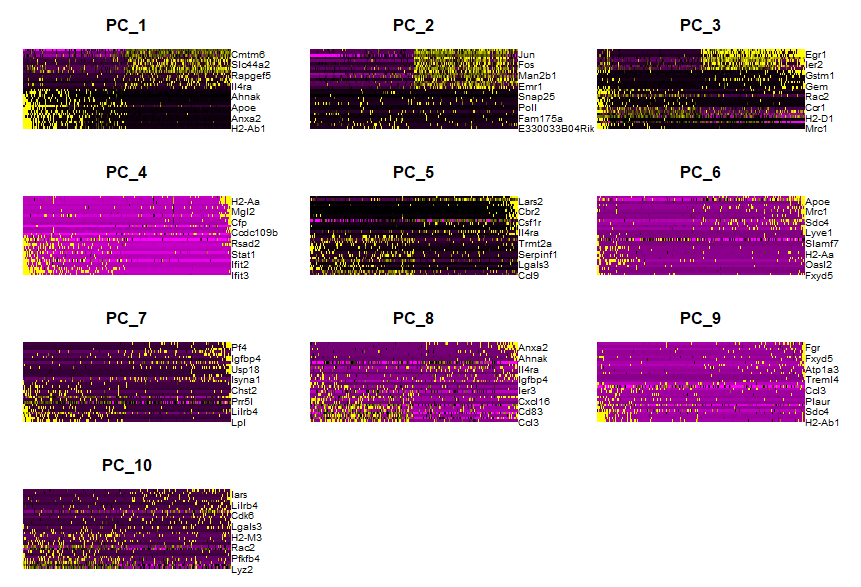 PC_1
Cmtm6
Slc44a2
Rapgef5
Il4ra
Ahnak
Apoe
Anxa2
H2-Ab1
PC_2
Jun
Fos
Man2b1
Emr1
Snap25
PolI
Fam175a
E330033B04Rik
PC_3
Egr1
Ier2
Gstm1
Gem
Rac2
Ccr1
H2-D1
Mrc1
PC_4
H2-Aa
Mgl2
Cfp
Ccdc109b
Rsad2
Stat1
Ifit2
Ifit3
PC_5
Lars2
Cbr2
Csf1r
Il4ra
Trmt2a
Serpinf1
Lgals3
Ccl9
PC_6
Apoe
Mrc1
Sdc4
Lyve1
Slamf7
H2-Aa
Oasl2
Fxyd5
PC_7
Pf4
Igfbp4
Usp18
Isyna1
Chst2
Prr5l
Lilrb4
Lpl
PC_8
Anxa2
Ahnak
Il4ra
Igfbp4
Ier3
Cxcl16
Cd83
Ccl3
PC_9
Fgr
Fxyd5
Atp1a3
Treml4
Ccl3
Plaur
Sdc4
H2-Ab1
PC_10
Iars
Lilrb4
Cdk6
Lgals3
H2-M3
Rac2
Pfkfb4
Lyz2